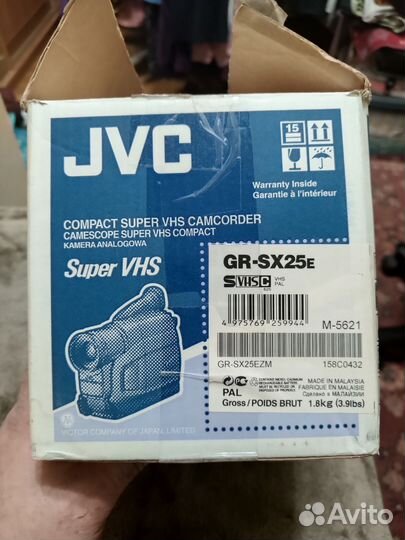 JVC
15
Warranty Inside
Garantie à l'intérieur
COMPACT SUPER VHS CAMCORDER
CAMESCOPE SUPER VHS COMPACT
KAMERA ANALOGOWA
Super VHS
GR-SX25E
SVHSC
VHS
PAL
625
4 975769 259944
M-5621
GR-SX25EZM
158C0432
PAL
MADE IN MALAYSIA
FABRIQUE EN MALAISIE
Сделано в МАЛАЙЗИИ
Gross/POIDS BRUT
1.8kg (3.9lbs)
VICTOR COMPANY OF JAPAN, LIMITED
Avito